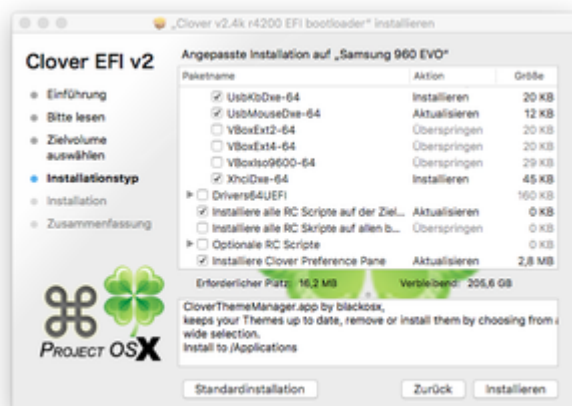 „Clover v2.4k r4200 EFI bootloader“ installieren
Clover EFI v2
Einführung
Bitte lesen
Zielvolume
auswählen
Installationstyp
Installation
Zusammenfassung
Angepasste Installation auf „Samsung 960 EVO“
Paketname Aktion Größe
UsbKbDxe-64 Installieren 20 KB
UsbMouseDxe-64 Aktualisieren 12 KB
VBoxExt2-64 Überspringen 20 KB
VBoxExt4-64 Überspringen 20 KB
VBoxIso9600-64 Überspringen 29 KB
XhciDxe-64 Installieren 45 KB
Drivers64UEFI 160 KB
Installiere alle RC Scripte auf der Ziel... Aktualisieren 0 KB
Installiere alle RC Skripte auf allen b... Überspringen 0 KB
Optionale RC Scripte 0 KB
Installiere Clover Preference Pane Aktualisieren 2,8 MB
Erforderlicher Platz: 16,2 MB Verbleibend: 205,6 GB
CloverThemeManager.app by blackosx,
keeps your Themes up to date, remove or install them by choosing from a
wide selection.
Install to /Applications
PROJECT OSX
Standardinstallation Zurück Installieren